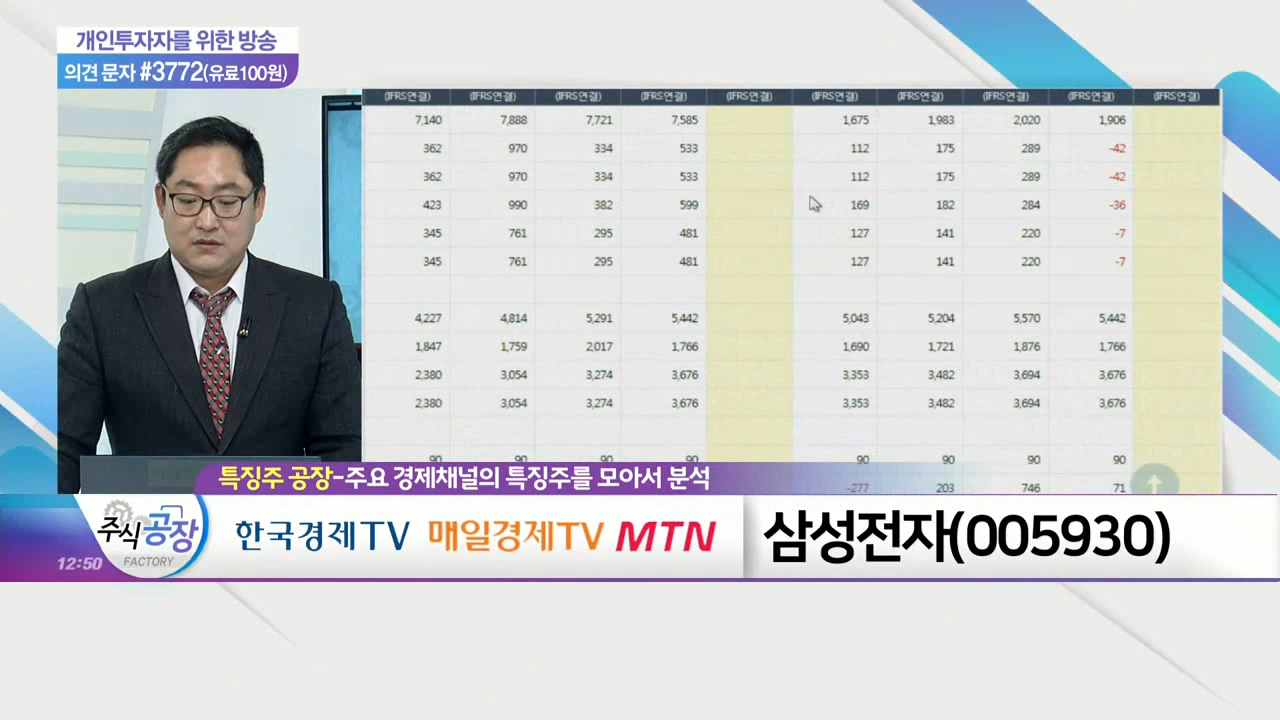 개인투자자를 위한 방송
의견 문자 #3772(유료100원)
(IFRS연결) (IFRS연결) (IFRS연결) (IFRS연결) (IFRS연결) (IFRS연결) (IFRS연결) (IFRS연결) (IFRS연결) (IFRS연결)
7,140 7,888 7,721 7,585 1,675 1,983 2,020 1,906
362 970 334 533 112 175 289 -42
362 970 334 533 112 175 289 -42
423 990 382 599 169 182 284 -36
345 761 295 481 127 141 220 -7
345 761 295 481 127 141 220 -7
4,227 4,814 5,291 5,442 5,043 5,204 5,570 5,442
1,847 1,759 2,017 1,766 1,690 1,721 1,876 1,766
2,380 3,054 3,274 3,676 3,353 3,482 3,694 3,676
2,380 3,054 3,274 3,676 3,353 3,482 3,694 3,676
90 90 90 90 90 90 90 90
-277 203 746 71
특징주 공장-주요 경제채널의 특징주를 모아서 분석
주식공장
FACTORY
12:50
한국경제TV 매일경제TV MTN
삼성전자(005930)